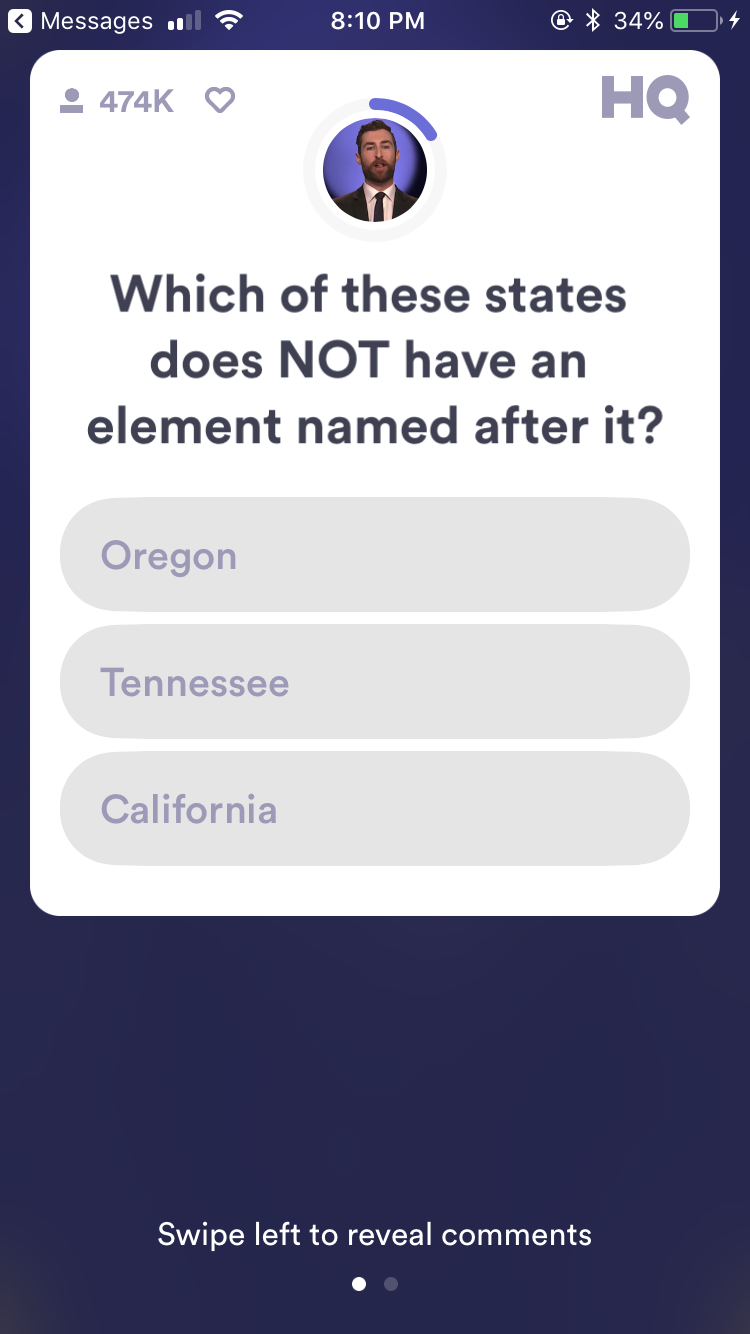 Messages 8:10 PM 34%
474K HQ
Which of these states
does NOT have an
element named after it?
Oregon
Tennessee
California
Swipe left to reveal comments